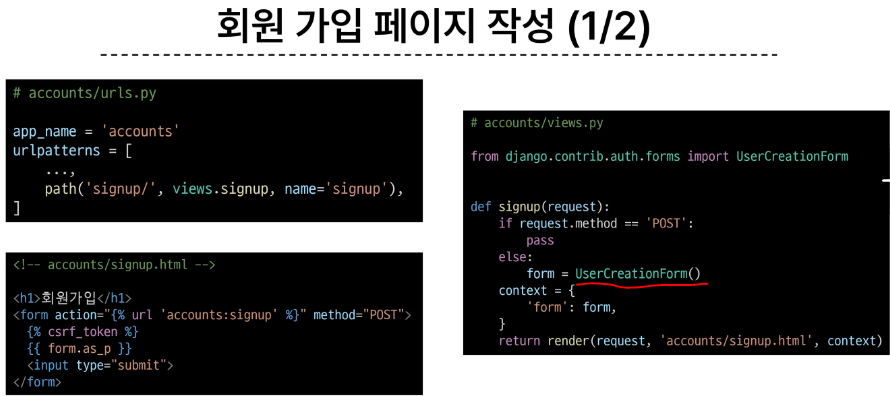 회원 가입 페이지 작성 (1/2)
# accounts/urls.py
app_name = 'accounts'
urlpatterns = [
    ...,
    path('signup/', views.signup, name='signup'),
]
<!-- accounts/signup.html -->
<h1>회원가입</h1>
<form action="{% url 'accounts:signup' %}" method="POST">
  {% csrf_token %}
  {{ form.as_p }}
  <input type="submit">
</form>
# accounts/views.py
from django.contrib.auth.forms import UserCreationForm
def signup(request):
    if request.method == 'POST':
        pass
    else:
        form = UserCreationForm()
    context = {
        'form': form,
    }
    return render(request, 'accounts/signup.html', context)